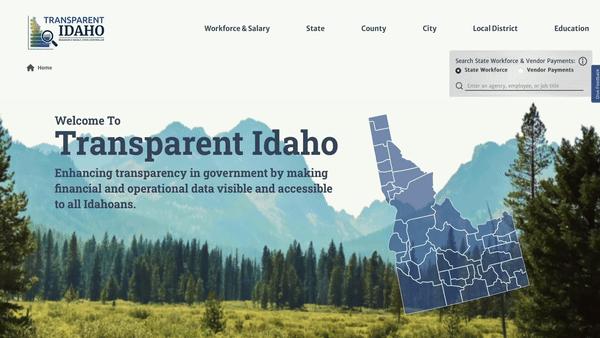 TRANSPARENT
IDAHO
Workforce & Salary
State
County
City
Local District
Education
Home
Search State Workforce & Vendor Payments:
State Workforce
Vendor Payments
Enter an agency, employee, or job title
Give Feedback
Welcome To
Transparent Idaho
Enhancing transparency in government by making
financial and operational data visible and accessible
to all Idahoans.